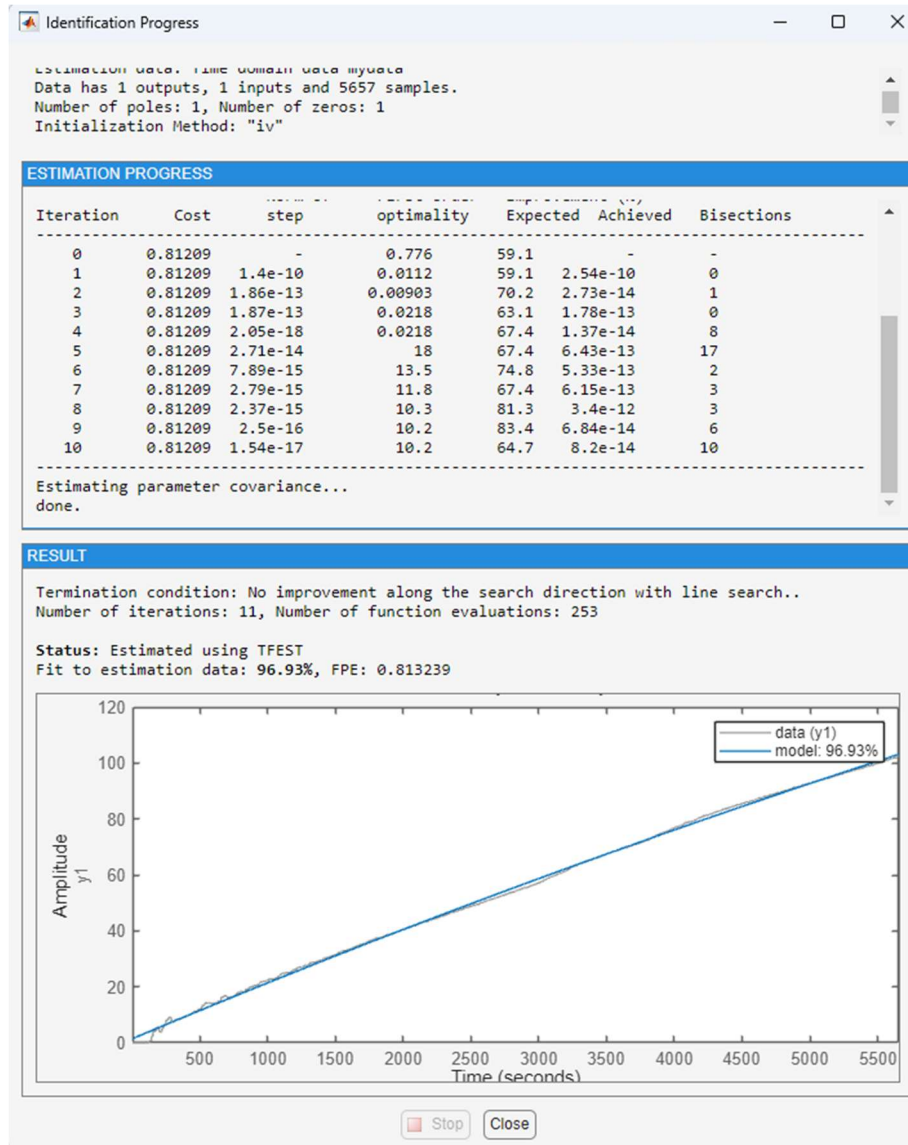 Identification Progress
Estimation data: Time domain data mydata
Data has 1 outputs, 1 inputs and 5657 samples.
Number of poles: 1, Number of zeros: 1
Initialization Method: "iv"
ESTIMATION PROGRESS
Iteration Cost step optimality Expected Achieved Bisections
0 0.81209 - 0.776 59.1 - -
1 0.81209 1.4e-10 0.0112 59.1 2.54e-10 0
2 0.81209 1.86e-13 0.00903 70.2 2.73e-14 1
3 0.81209 1.87e-13 0.0218 63.1 1.78e-13 0
4 0.81209 2.05e-18 0.0218 67.4 1.37e-14 8
5 0.81209 2.71e-14 18 67.4 6.43e-13 17
6 0.81209 7.89e-15 13.5 74.8 5.33e-13 2
7 0.81209 2.79e-15 11.8 67.4 6.15e-13 3
8 0.81209 2.37e-15 10.3 81.3 3.4e-12 3
9 0.81209 2.5e-16 10.2 83.4 6.84e-14 6
10 0.81209 1.54e-17 10.2 64.7 8.2e-14 10
Estimating parameter covariance...
done.
RESULT
Termination condition: No improvement along the search direction with line search..
Number of iterations: 11, Number of function evaluations: 253
Status: Estimated using TFEST
Fit to estimation data: 96.93%, FPE: 0.813239
120
100
80
60
40
20
0
Amplitude
y1
data (y1)
model: 96.93%
500 1000 1500 2000 2500 3000 3500 4000 4500 5000 5500
Time (seconds)
Stop Close